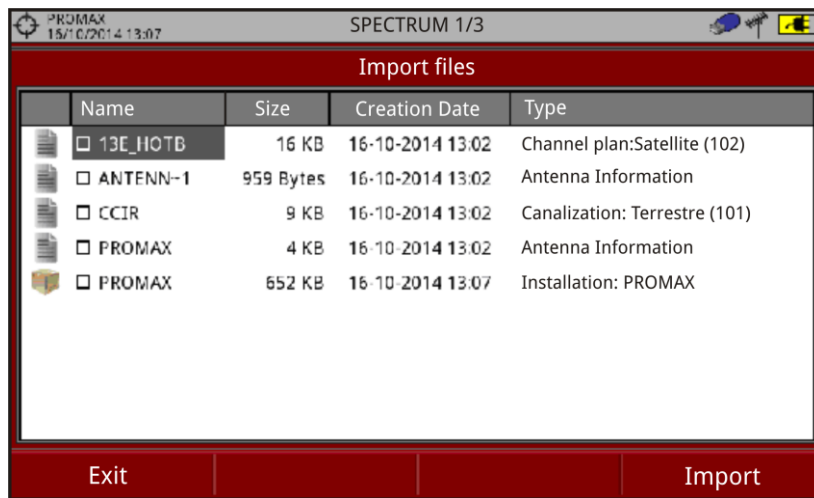 PROMAX
16/10/2014 13:07
SPECTRUM 1/3
Import files
Name Size Creation Date Type
13E_HOTB 16 KB 16-10-2014 13:02 Channel plan:Satellite (102)
ANTENN~1 959 Bytes 16-10-2014 13:02 Antenna Information
CCIR 9 KB 16-10-2014 13:02 Canalization: Terrestre (101)
PROMAX 4 KB 16-10-2014 13:02 Antenna Information
PROMAX 652 KB 16-10-2014 13:07 Installation: PROMAX
Exit Import